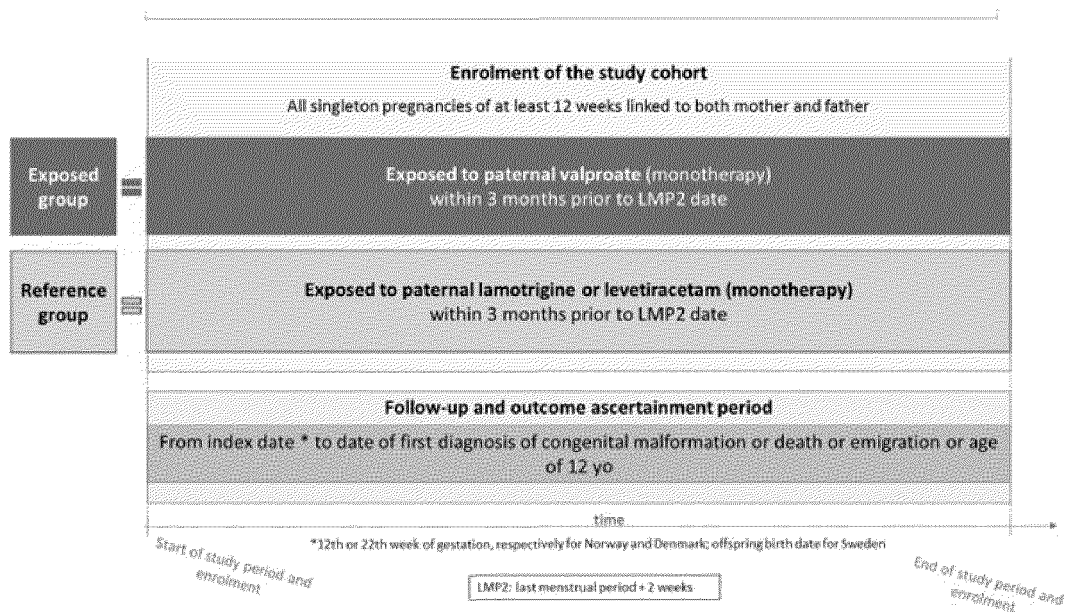 Enrolment of the study cohort
All singleton pregnancies of at least 12 weeks linked to both mother and father
Exposed
group
Exposed to paternal valproate (monotherapy)
within 3 months prior to LMP2 date
Reference
group
Exposed to paternal lamotrigine or levetiracetam (monotherapy)
within 3 months prior to LMP2 date
Follow-up and outcome ascertainment period
From index date * to date of first diagnosis of congenital malformation or death or emigration or age
of 12 yo
time
*12th or 22th week of gestation, respectively for Norway and Denmark; offspring birth date for Sweden
Start of study period and
enrolment
End of study period and
enrolment
LMP2: last menstrual period + 2 weeks